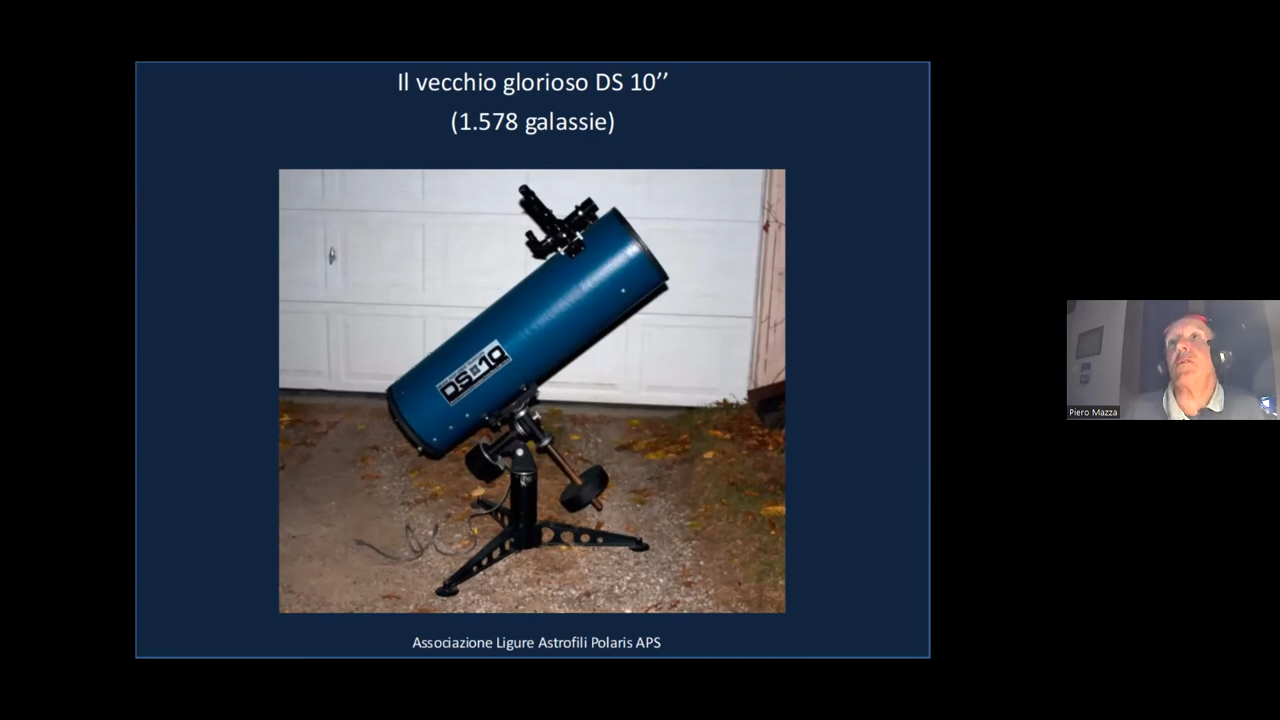 Il vecchio glorioso DS 10’’
(1.578 galassie)
DS-10
Associazione Ligure Astrofili Polaris APS
Piero Mazza